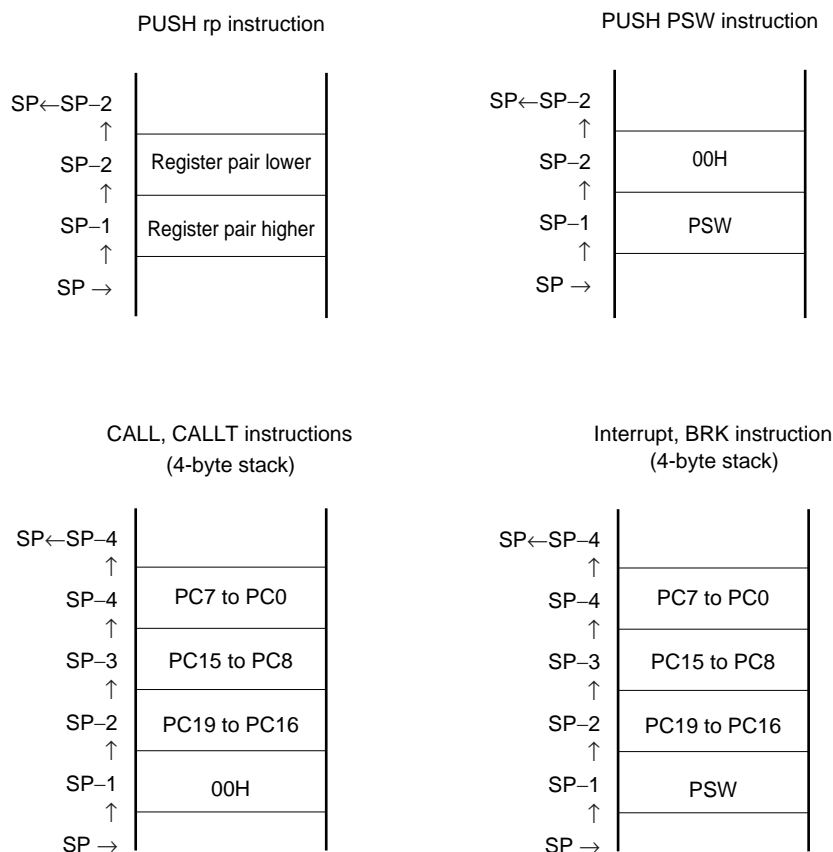 PUSH rp instruction
SP←SP–2
↑
SP–2
Register pair lower
↑
SP–1
Register pair higher
↑
SP →
PUSH PSW instruction
SP←SP–2
↑
SP–2
00H
↑
SP–1
PSW
↑
SP →
CALL, CALLT instructions
(4-byte stack)
SP←SP–4
↑
SP–4
PC7 to PC0
↑
SP–3
PC15 to PC8
↑
SP–2
PC19 to PC16
↑
SP–1
00H
↑
SP →
Interrupt, BRK instruction
(4-byte stack)
SP←SP–4
↑
SP–4
PC7 to PC0
↑
SP–3
PC15 to PC8
↑
SP–2
PC19 to PC16
↑
SP–1
PSW
↑
SP →